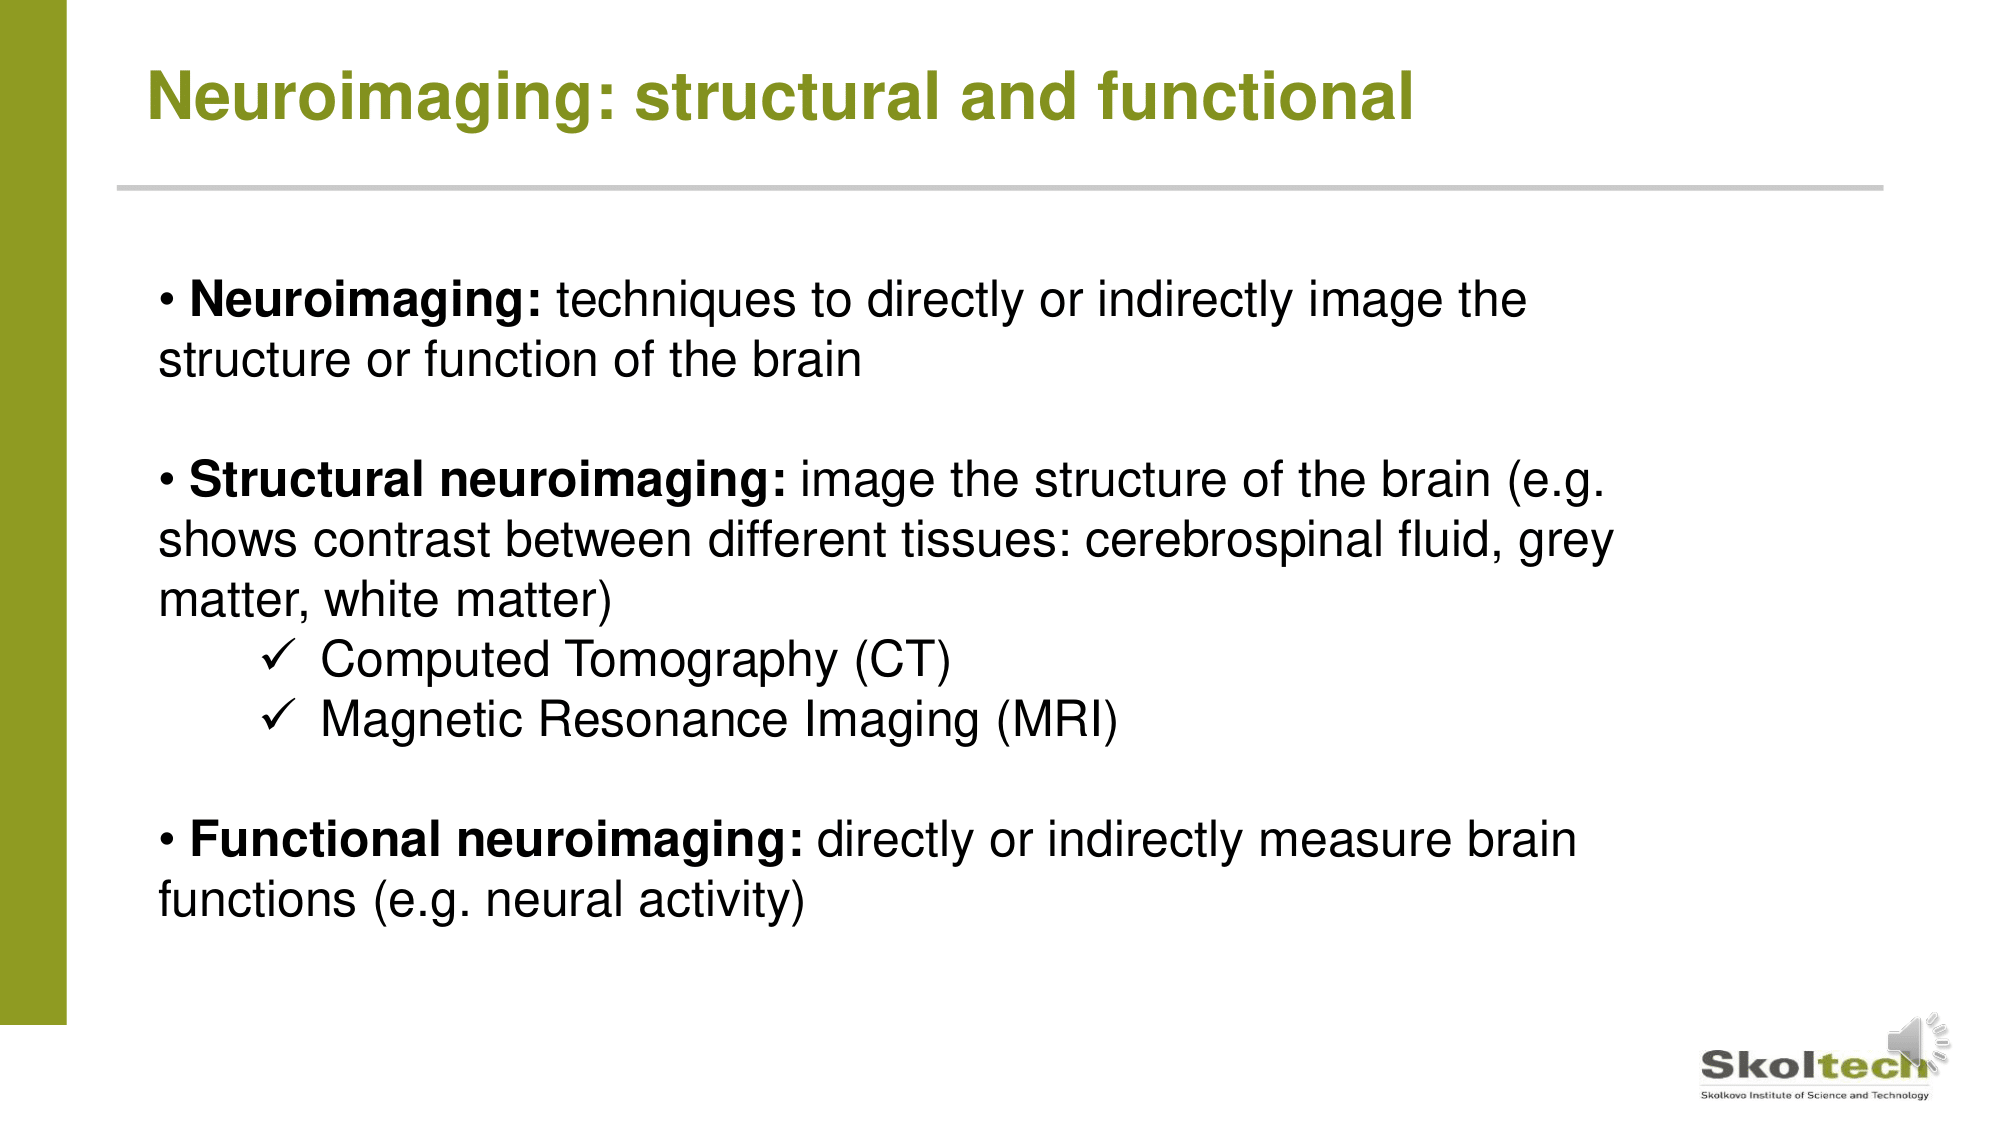 Neuroimaging: structural and functional
• Neuroimaging: techniques to directly or indirectly image the
structure or function of the brain
• Structural neuroimaging: image the structure of the brain (e.g.
shows contrast between different tissues: cerebrospinal fluid, grey
matter, white matter)
✓ Computed Tomography (CT)
✓ Magnetic Resonance Imaging (MRI)
• Functional neuroimaging: directly or indirectly measure brain
functions (e.g. neural activity)
Skoltech
Skolkovo Institute of Science and Technology